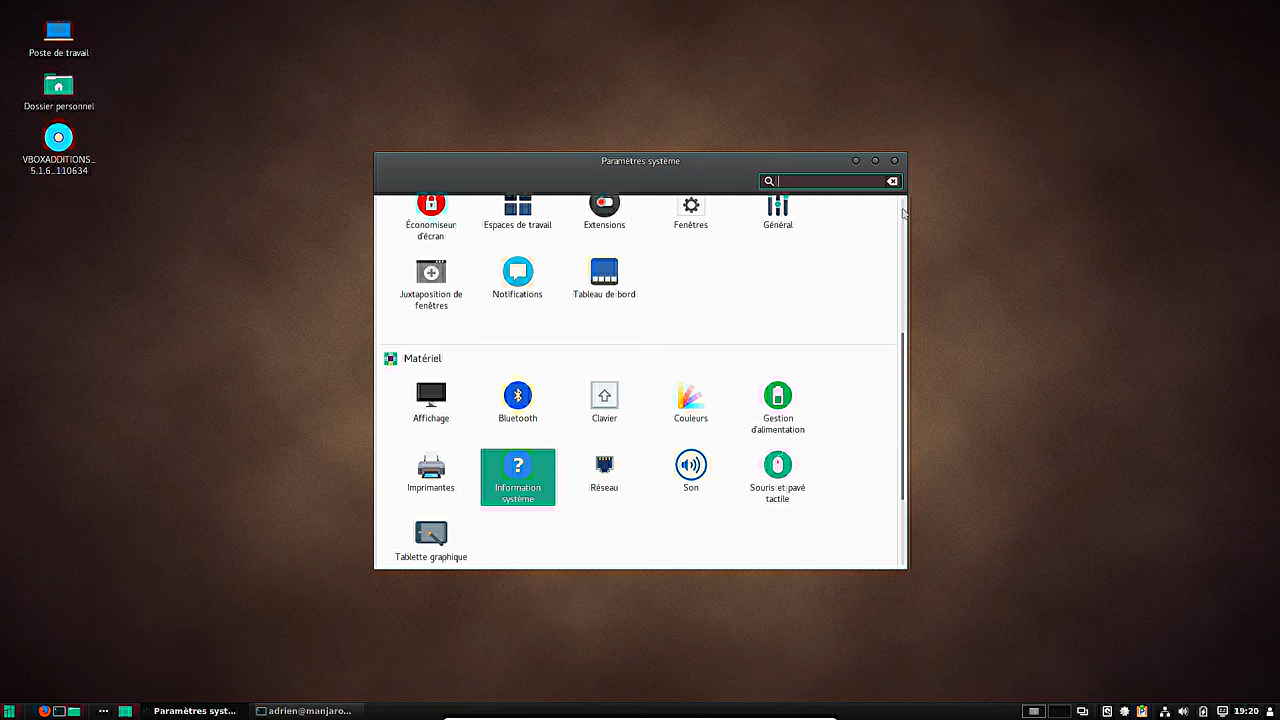 Poste de travail
Dossier personnel
VBOXADDITIONS_
5.1.6_110634
Paramètres système
Économiseur
d'écran
Espaces de travail
Extensions
Fenêtres
Général
Juxtaposition de
fenêtres
Notifications
Tableau de bord
Matériel
Affichage
Bluetooth
Clavier
Couleurs
Gestion
d'alimentation
Imprimantes
Information
système
Réseau
Son
Souris et pavé
tactile
Tablette graphique
Paramètres syst...
adrien@manjaro...
19:20